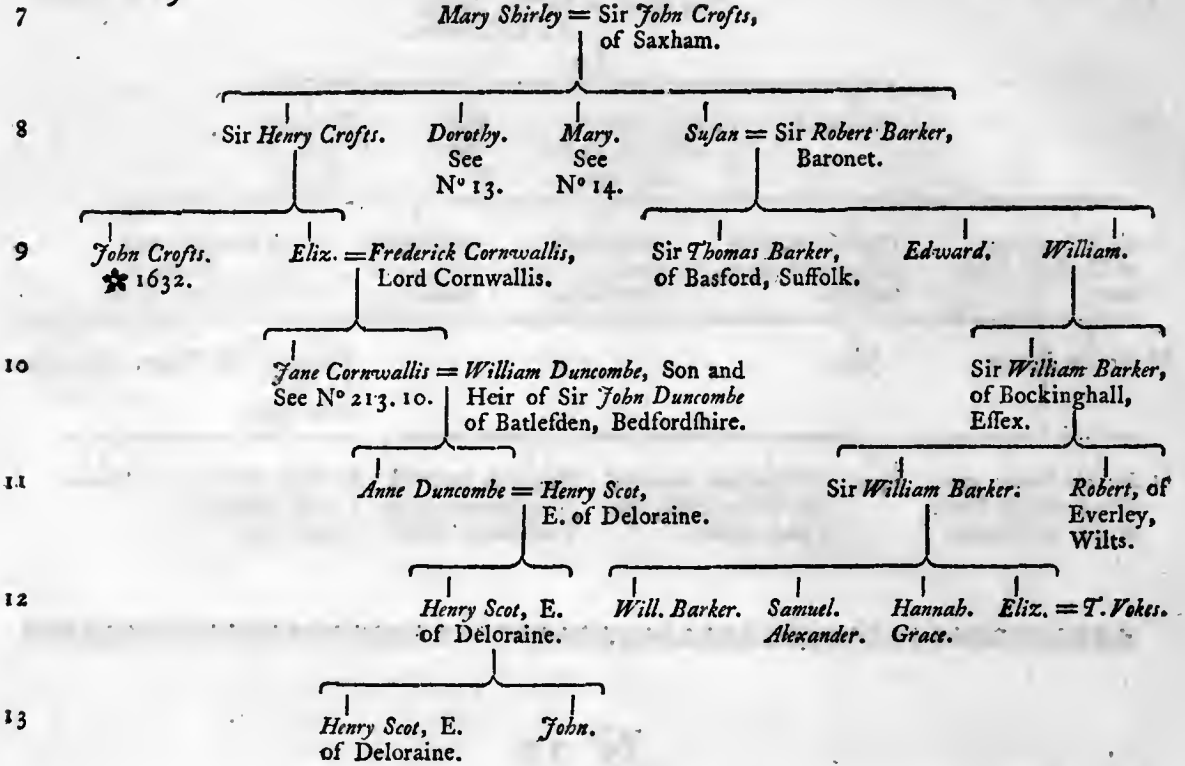 7 Mary Shirley = Sir John Crofts,
of Saxham.
8 Sir Henry Crofts. Dorothy. Mary. Suſan = Sir Robert Barker,
See See Baronet.
Nº 13. Nº 14.
9 John Crofts. Eliz. = Frederick Cornwallis, Sir Thomas Barker, Edward. William.
1632. Lord Cornwallis. of Basford, Suffolk.
10 Jane Cornwallis = William Duncombe, Son and Sir William Barker,
See Nº 213. 10. Heir of Sir John Duncombe of Bockinghall,
of Batleſden, Bedfordſhire. Eſſex.
11 Anne Duncombe = Henry Scot, Sir William Barker. Robert, of
E. of Deloraine. Everley,
Wilts.
12 Henry Scot, E. Will. Barker. Samuel. Hannah. Eliz. = T. Vokes.
of Deloraine. Alexander. Grace.
13 Henry Scot, E. John.
of Deloraine.